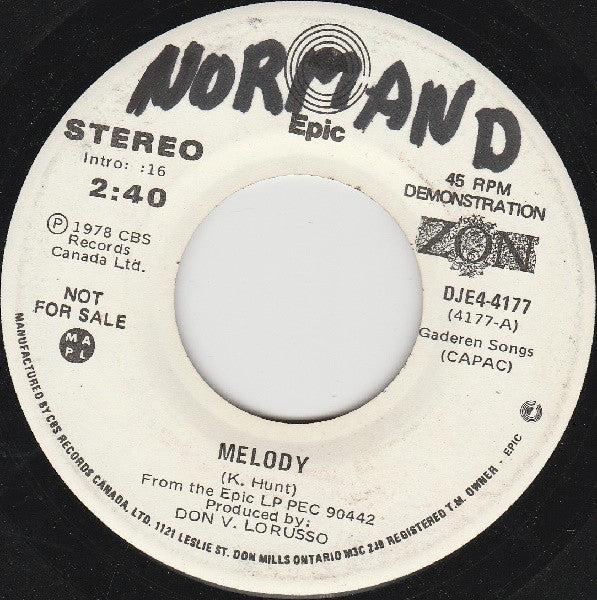 NORMAND
Epic
STEREO
Intro: :16
2:40
℗ 1978 CBS
Records
Canada Ltd.
NOT
FOR SALE
MA
PL
45 RPM
DEMONSTRATION
ZON
DJE4-4177
(4177-A)
Gaderen Songs
(CAPAC)
MELODY
(K. Hunt)
From the Epic LP PEC 90442
Produced by:
DON V. LORUSSO
MANUFACTURED BY CBS RECORDS CANADA, LTD. 1121 LESLIE ST. DON MILLS ONTARIO M3C 2J9 REGISTERED T.M. OWNER - EPIC